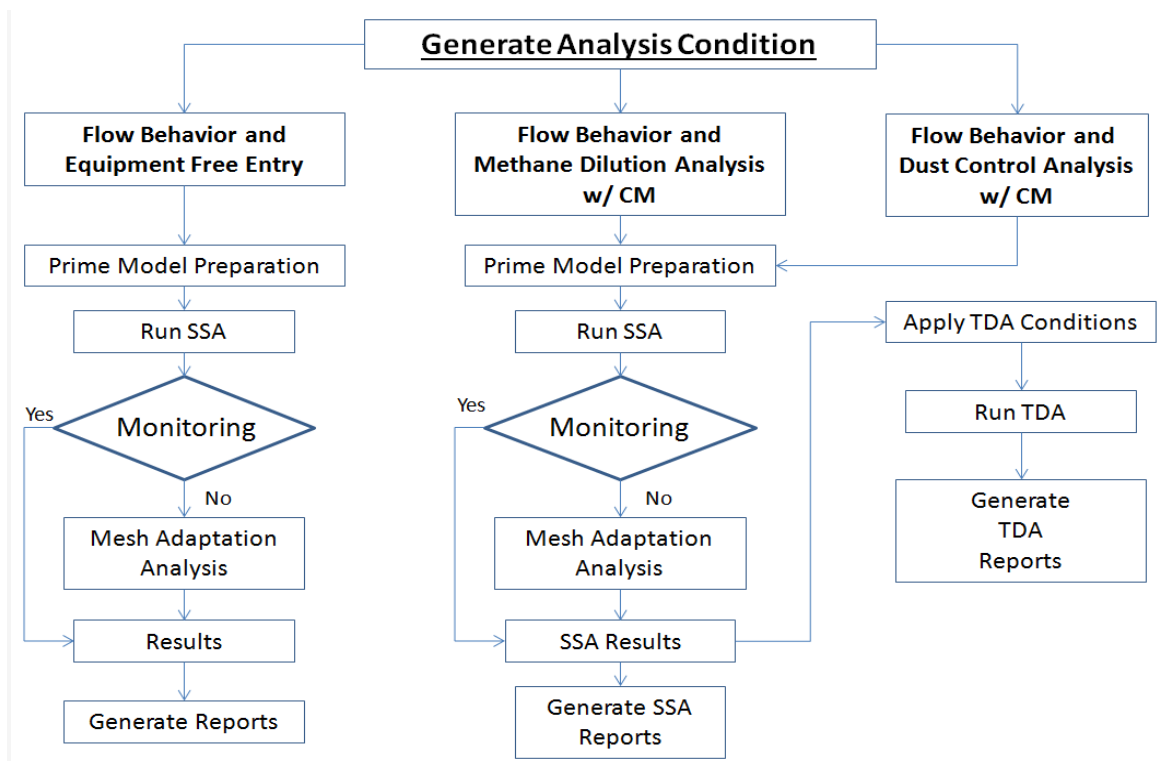 Generate Analysis Condition
Flow Behavior and
Equipment Free Entry
Flow Behavior and
Methane Dilution Analysis
w/ CM
Flow Behavior and
Dust Control Analysis
w/ CM
Prime Model Preparation
Prime Model Preparation
Run SSA
Run SSA
Apply TDA Conditions
Yes
Monitoring
Yes
Monitoring
Run TDA
No
No
Generate
TDA
Reports
Mesh Adaptation
Analysis
Mesh Adaptation
Analysis
Results
SSA Results
Generate Reports
Generate SSA
Reports